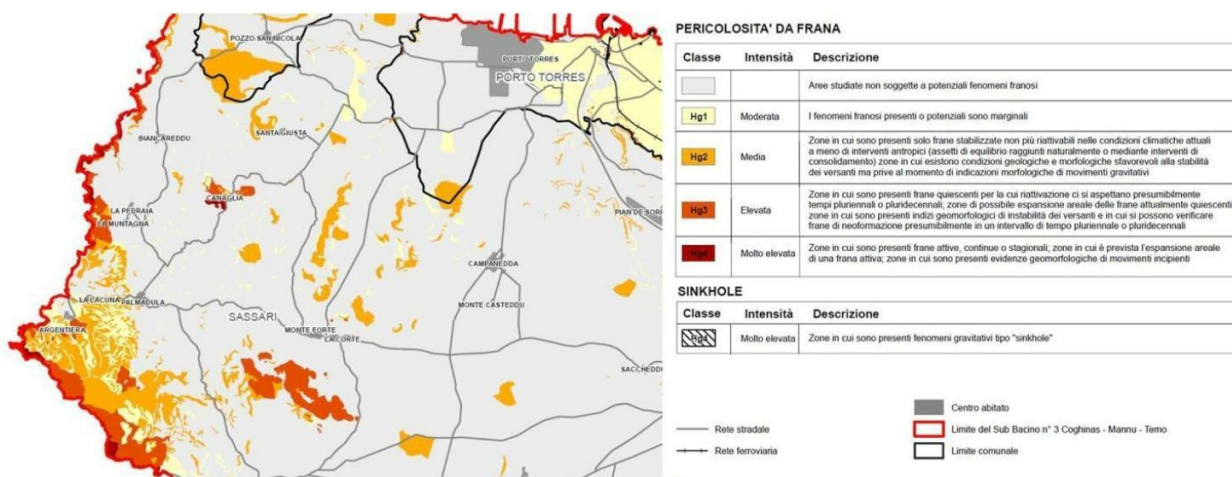 POZZO SAN NICOLA
PORTO TORRES
PORTO TORRES
BIANCAREDDU
SANTA GIUSTA
CANAGLIA
LA PEDRAIA
LA MUNTAGNA
PIAN DE SOR
CAMPANEDDA
LA LACUNA
PALMADULA
MONTE CASTEDDU
ARGENTIERA
SASSARI
MONTE FORTE
LA CORTE
SACCHEDDU
PERICOLOSITA' DA FRANA
Classe Intensità Descrizione
Aree studiate non soggette a potenziali fenomeni franosi
Hg1 Moderata I fenomeni franosi presenti o potenziali sono marginali
Hg2 Media Zone in cui sono presenti solo frane stabilizzate non più riattivabili nelle condizioni climatiche attuali
a meno di interventi antropici (assetti di equilibrio raggiunti naturalmente o mediante interventi di
consolidamento) zone in cui esistono condizioni geologiche e morfologiche sfavorevoli alla stabilità
dei versanti ma prive al momento di indicazioni morfologiche di movimenti gravitativi
Hg3 Elevata Zone in cui sono presenti frane quiescenti per la cui riattivazione ci si aspettano presumibilmente
tempi pluriennali o pluridecennali; zone di possibile espansione areale delle frane attualmente quiescenti
zone in cui sono presenti indizi geomorfologici di instabilità dei versanti e in cui si possono verificare
frane di neoformazione presumibilmente in un intervallo di tempo pluriennale o pluridecennali
Hg4 Molto elevata Zone in cui sono presenti frane attive, continue o stagionali; zone in cui è prevista l'espansione areale
di una frana attiva; zone in cui sono presenti evidenze geomorfologiche di movimenti incipienti
SINKHOLE
Classe Intensità Descrizione
Hg4 Molto elevata Zone in cui sono presenti fenomeni gravitativi tipo "sinkhole"
Centro abitato
Rete stradale
Limite del Sub Bacino n° 3 Coghinas - Mannu - Temo
Rete ferroviaria
Limite comunale